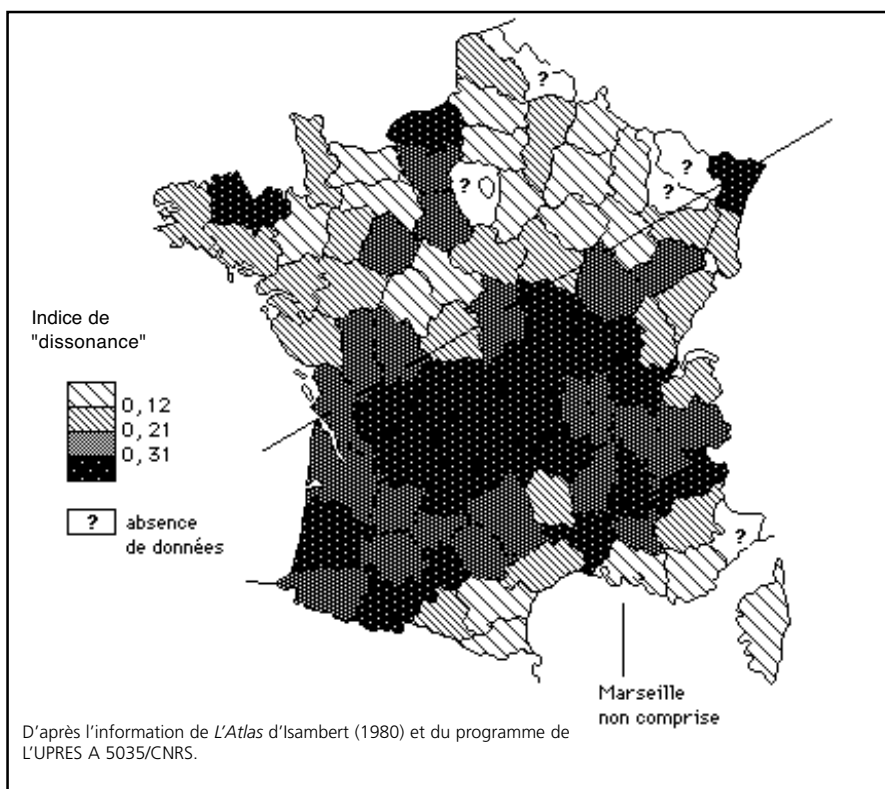 ?
?
?
?
Indice de
"dissonance"
0,12
0,21
0,31
? absence
de données
?
Marseille
non comprise
D'après l'information de L'Atlas d'Isambert (1980) et du programme de
L'UPRES A 5035/CNRS.